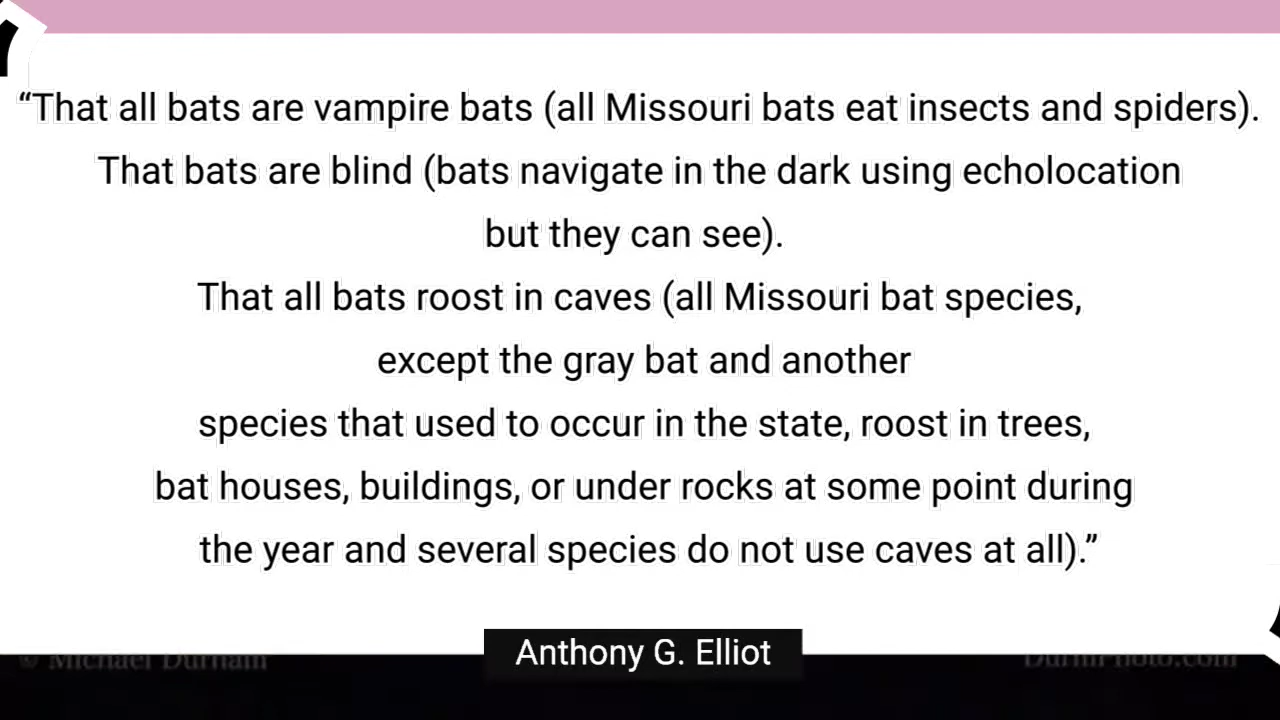 “That all bats are vampire bats (all Missouri bats eat insects and spiders).
That bats are blind (bats navigate in the dark using echolocation
but they can see).
That all bats roost in caves (all Missouri bat species,
except the gray bat and another
species that used to occur in the state, roost in trees,
bat houses, buildings, or under rocks at some point during
the year and several species do not use caves at all).”
Anthony G. Elliot
© Michael Durham
DurmPhoto.com